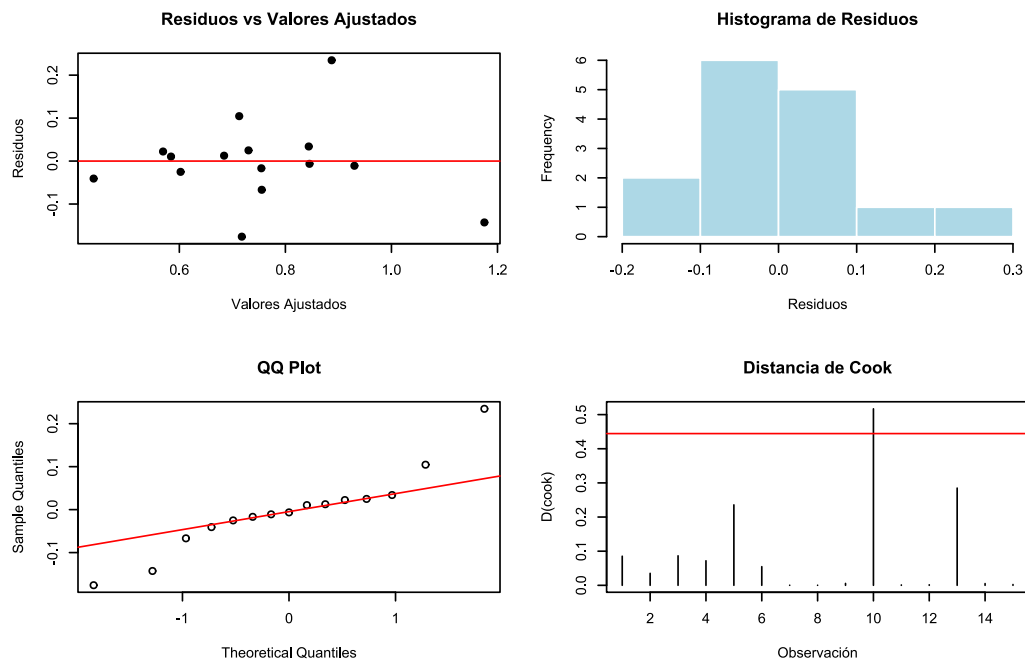 Residuos vs Valores Ajustados
Residuos
0.2
0.1
0.0
-0.1
0.6 0.8 1.0 1.2
Valores Ajustados
Histograma de Residuos
Frequency
6
5
4
3
2
1
0
-0.2 -0.1 0.0 0.1 0.2 0.3
Residuos
QQ Plot
Sample Quantiles
0.2
0.1
0.0
-0.1
-1 0 1
Theoretical Quantiles
Distancia de Cook
D(cook)
0.5
0.4
0.3
0.2
0.1
0.0
2 4 6 8 10 12 14
Observación